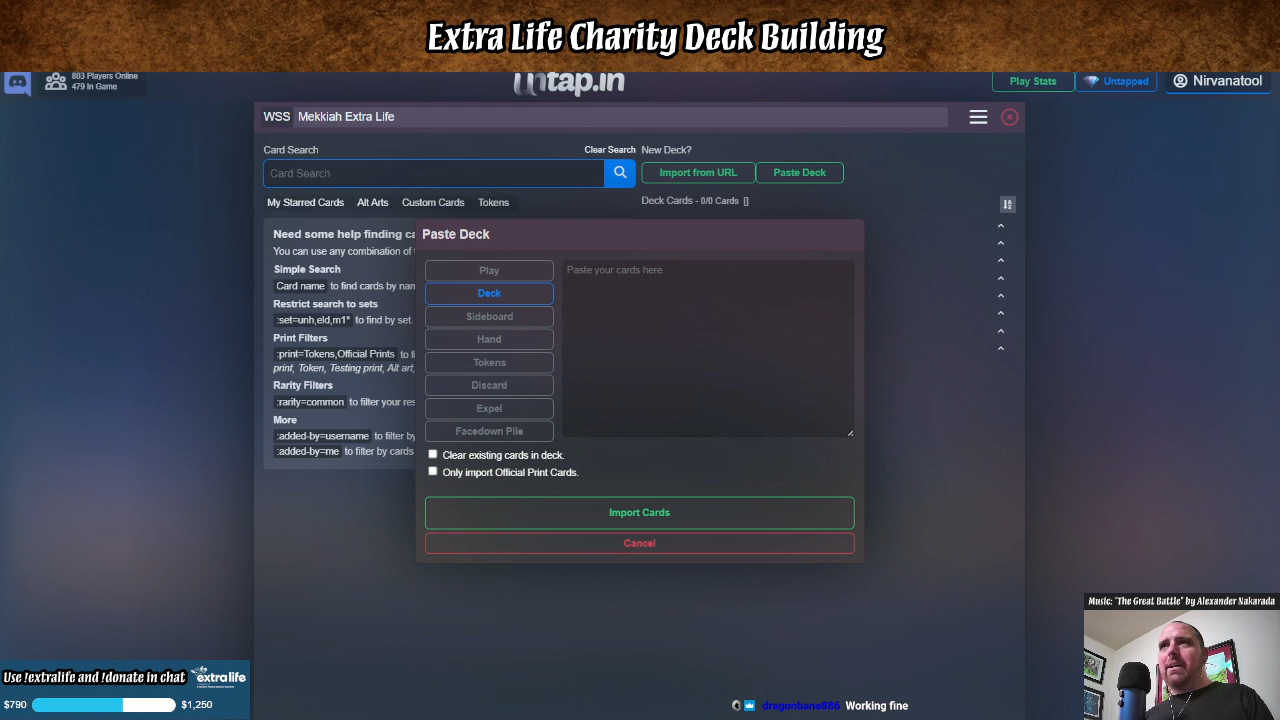 Extra Life Charity Deck Building
803 Players Online
479 In Game
untap.in
Play Stats
Untapped
Nirvanatool
WSS
Mekkiah Extra Life
Card Search
Clear Search
New Deck?
Card Search
Import from URL
Paste Deck
My Starred Cards
Alt Arts
Custom Cards
Tokens
Deck Cards - 0/0 Cards []
Need some help finding ca
You can use any combination of t
Simple Search
Card name to find cards by nam
Restrict search to sets
:set=unh,eld,m1* to find by set.
Print Filters
:print=Tokens,Official Prints to fi
print, Token, Testing print, Alt art,
Rarity Filters
:rarity=common to filter your res
More
:added-by=username to filter by
:added-by=me to filter by cards
Paste Deck
Play
Deck
Sideboard
Hand
Tokens
Discard
Expel
Facedown Pile
Paste your cards here
Clear existing cards in deck.
Only import Official Print Cards.
Import Cards
Cancel
Music: "The Great Battle" by Alexander Nakarada
Use !extralife and !donate in chat
extralife
$790
$1,250
dragonbane886 Working fine